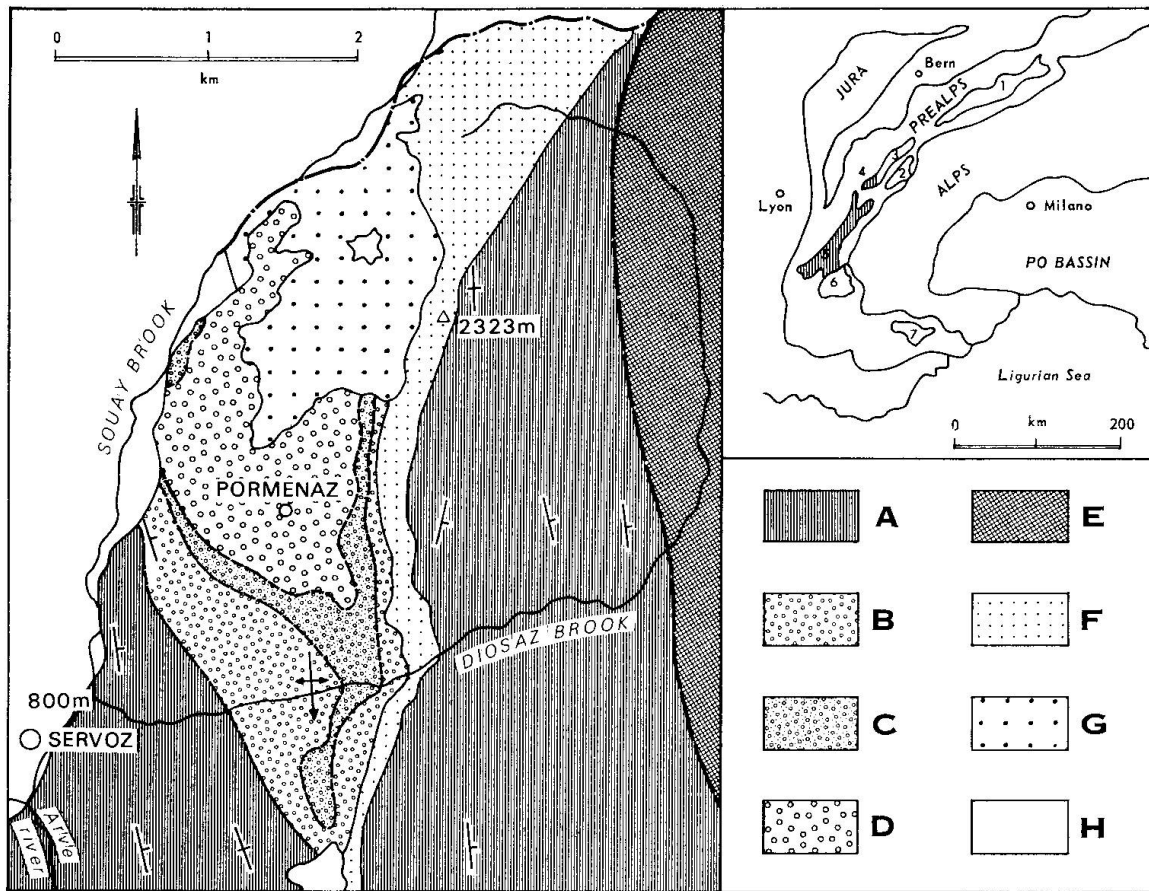 0 1 2
km
2323m
SOUAY BROOK
PORMENAZ
DIOSAZ BROOK
800m
SERVOZ
Arve
river
JURA
Bern
PREALPS
1
3
2
4
ALPS
Lyon
Milano
5
PO BASSIN
6
7
Ligurian Sea
km
0 200
A E
B F
C G
D H